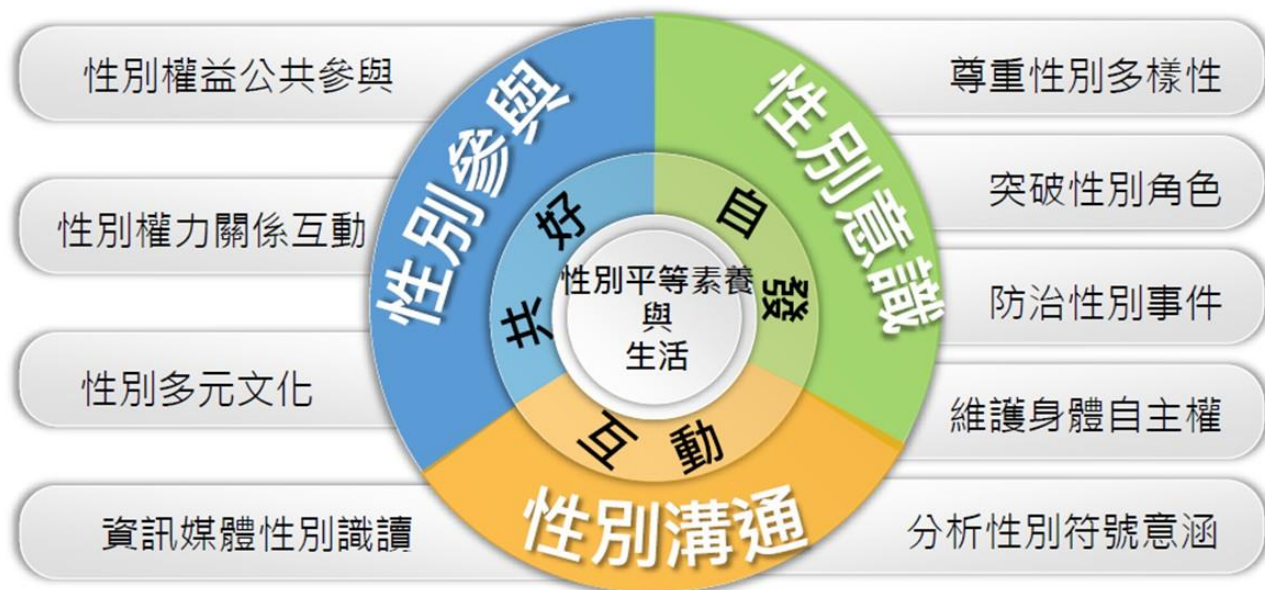 性別權益公共參與
性別權力關係互動
性別多元文化
資訊媒體性別識讀
性別參與
共好
性別意識
自發
性別平等素養
與
生活
互動
性別溝通
尊重性別多樣性
突破性別角色
防治性別事件
維護身體自主權
分析性別符號意涵